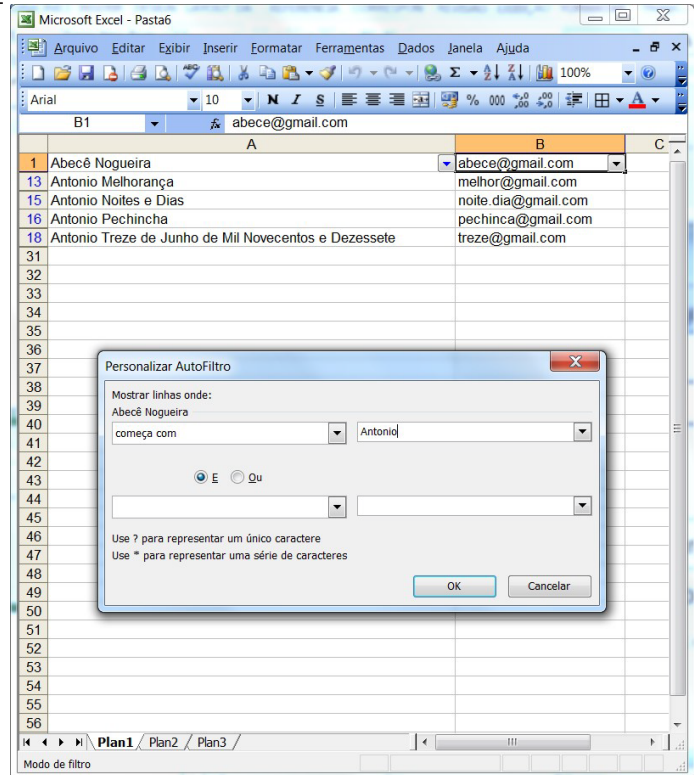 Microsoft Excel - Pasta6
Arquivo Editar Exibir Inserir Formatar Ferramentas Dados Janela Ajuda
100%
Arial 10 N I S % 000
B1 fx abece@gmail.com
A B C
1 Abecê Nogueira abece@gmail.com
13 Antonio Melhorança melhor@gmail.com
15 Antonio Noites e Dias noite.dia@gmail.com
16 Antonio Pechincha pechinca@gmail.com
18 Antonio Treze de Junho de Mil Novecentos e Dezessete treze@gmail.com
31
32
33
34
35
36
37
38
39
40
41
42
43
44
45
46
47
48
49
50
51
52
53
54
55
56
Personalizar AutoFiltro
Mostrar linhas onde:
Abecê Nogueira
começa com Antonio
E Ou
Use ? para representar um único caractere
Use * para representar uma série de caracteres
OK Cancelar
Plan1 Plan2 Plan3
Modo de filtro